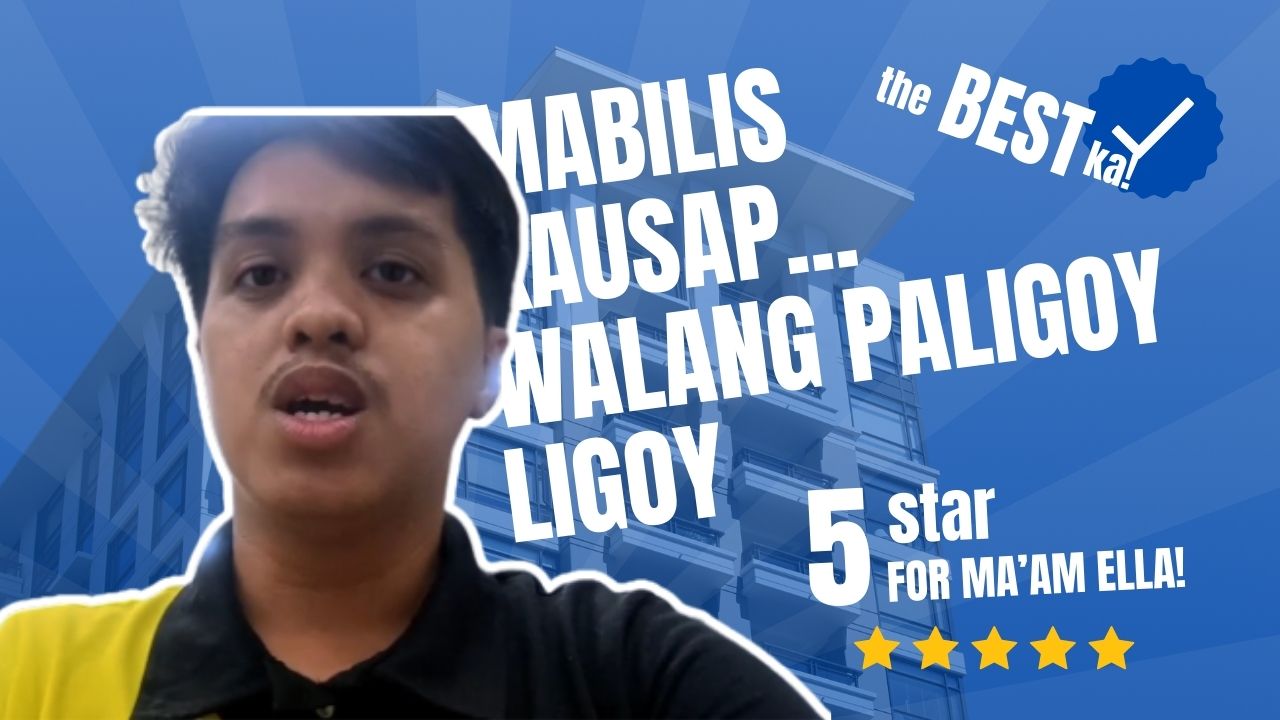 MABILIS
KAUSAP...
WALANG PALIGOY
LIGOY
the BEST ka!
5 star
FOR MA'AM ELLA!